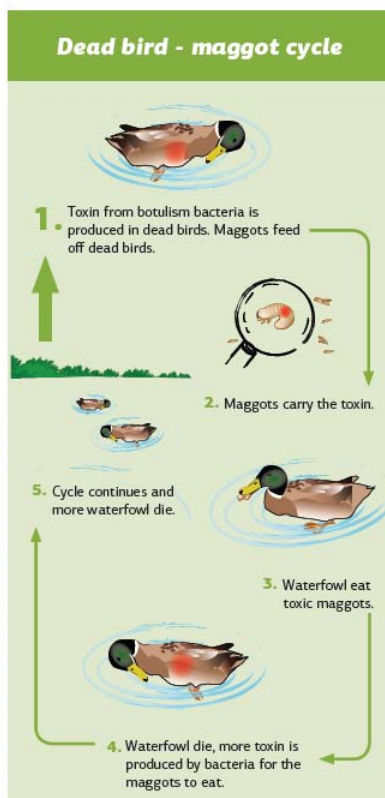 Dead bird - maggot cycle
1. Toxin from botulism bacteria is
produced in dead birds. Maggots feed
off dead birds.
2. Maggots carry the toxin.
3. Waterfowl eat
toxic maggots.
4. Waterfowl die, more toxin is
produced by bacteria for the
maggots to eat.
5. Cycle continues and
more waterfowl die.